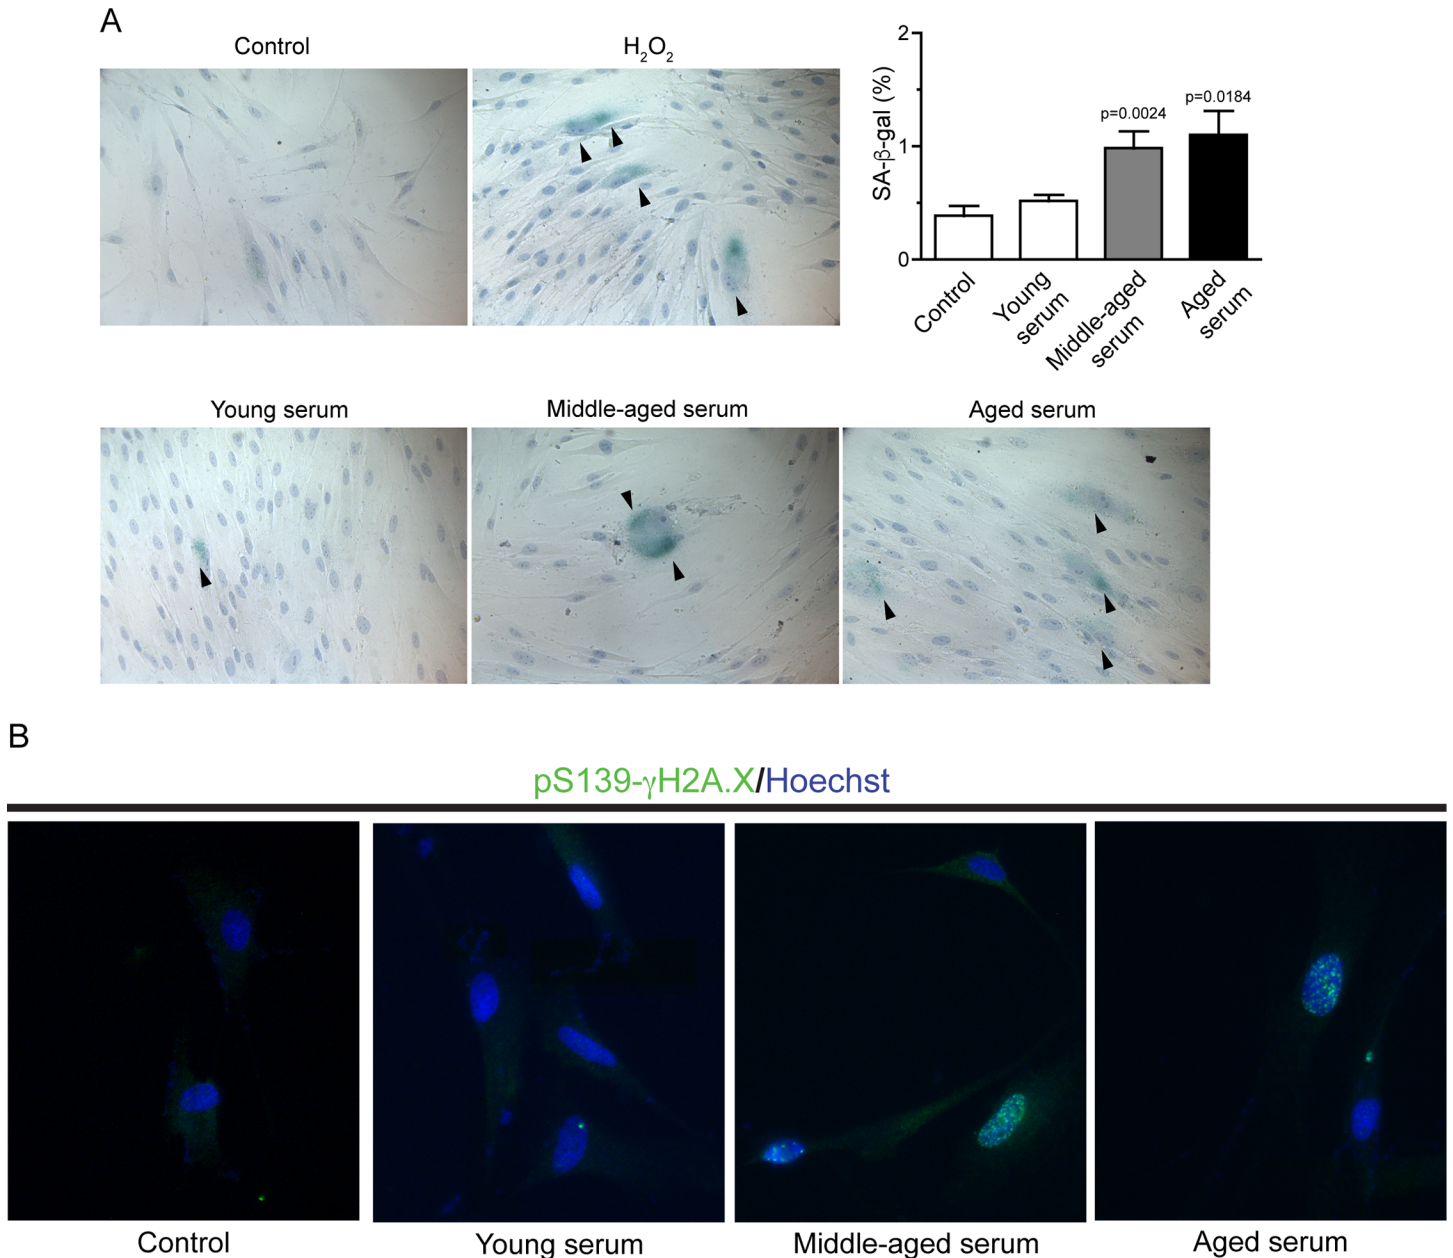 A
Control
H2O2
2
1
0
SA-β-gal (%)
p=0.0024
p=0.0184
Control
Young
serum
Middle-aged
serum
Aged
serum
Young serum
Middle-aged serum
Aged serum
B
pS139-γH2A.X/Hoechst
Control
Young serum
Middle-aged serum
Aged serum